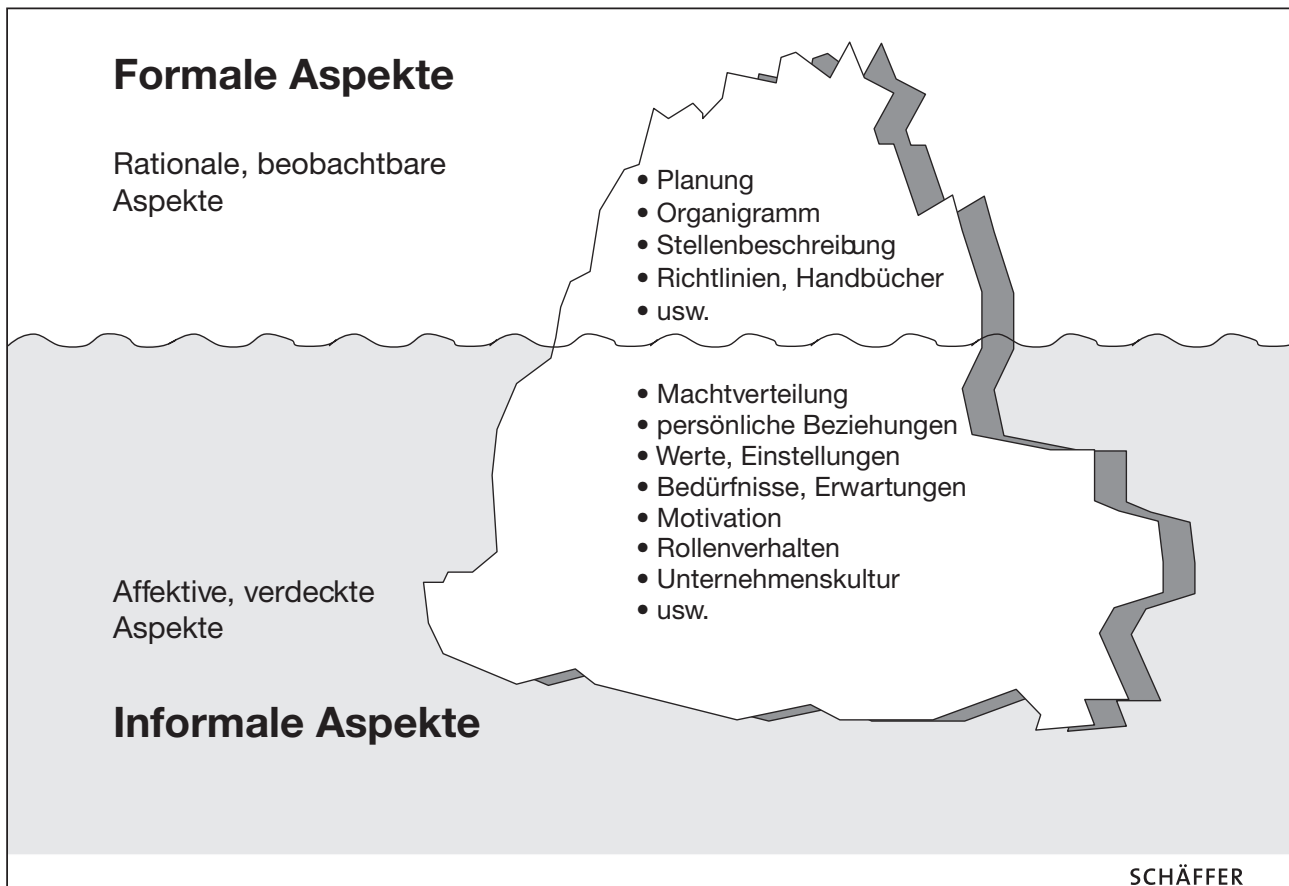 Formale Aspekte
Rationale, beobachtbare
Aspekte
• Planung
• Organigramm
• Stellenbeschreibung
• Richtlinien, Handbücher
• usw.
• Machtverteilung
• persönliche Beziehungen
• Werte, Einstellungen
• Bedürfnisse, Erwartungen
• Motivation
• Rollenverhalten
• Unternehmenskultur
• usw.
Affektive, verdeckte
Aspekte
Informale Aspekte
SCHÄFFER